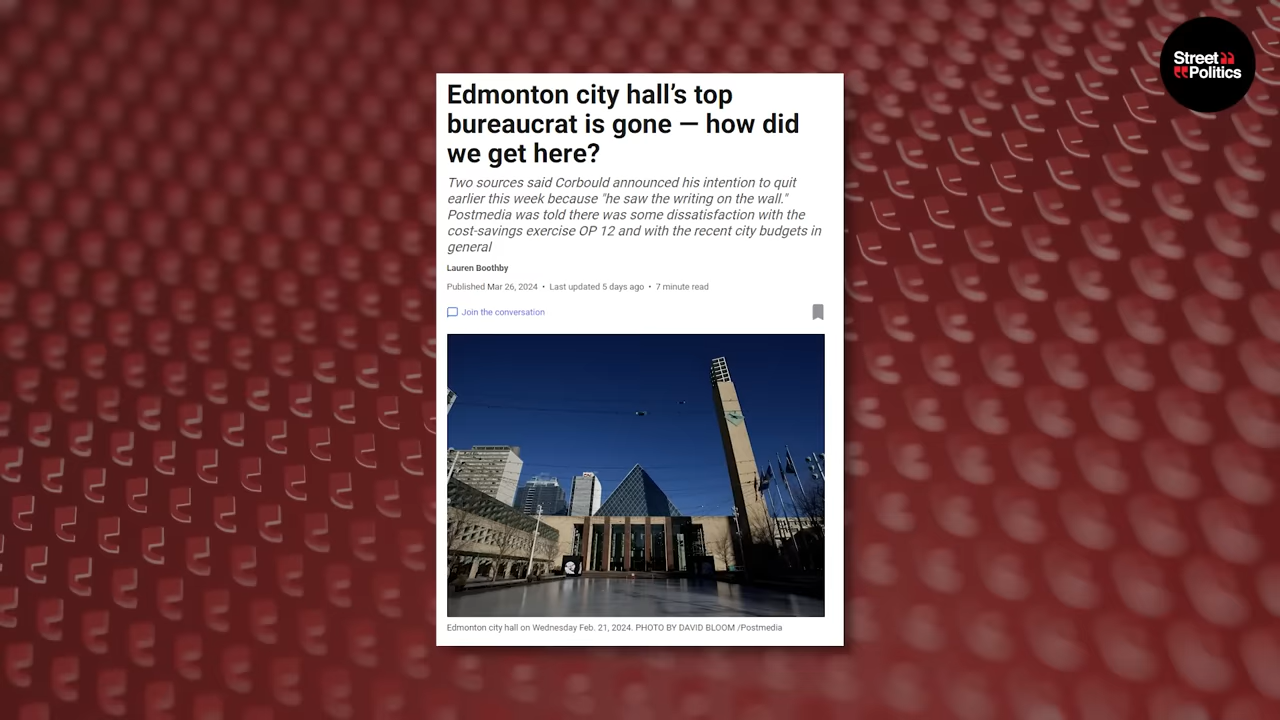 Street
Politics
Edmonton city hall’s top
bureaucrat is gone — how did
we get here?
Two sources said Corbould announced his intention to quit
earlier this week because "he saw the writing on the wall."
Postmedia was told there was some dissatisfaction with the
cost-savings exercise OP 12 and with the recent city budgets in
general
Lauren Boothby
Published Mar 26, 2024 • Last updated 5 days ago • 7 minute read
Join the conversation
Edmonton city hall on Wednesday Feb. 21, 2024. PHOTO BY DAVID BLOOM /Postmedia